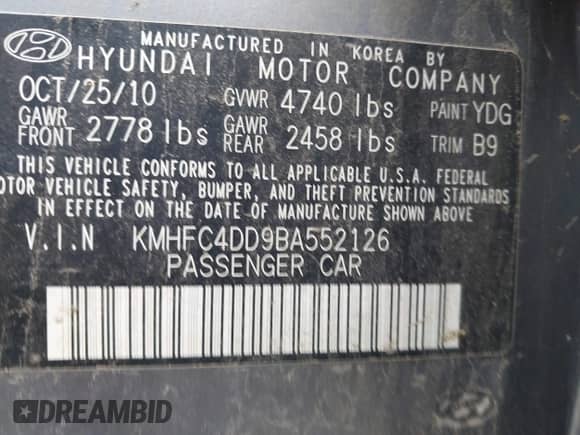 MANUFACTURED IN KOREA BY
HYUNDAI MOTOR COMPANY
OCT/25/10 GVWR 4740 lbs PAINT YDG
GAWR FRONT 2778 lbs GAWR REAR 2458 lbs TRIM B9
THIS VEHICLE CONFORMS TO ALL APPLICABLE U.S.A. FEDERAL
OTOR VEHICLE SAFETY, BUMPER, AND THEFT PREVENTION STANDARDS
IN EFFECT ON THE DATE OF MANUFACTURE SHOWN ABOVE
V.I.N KMHFC4DD9BA552126
PASSENGER CAR
DREAMBID